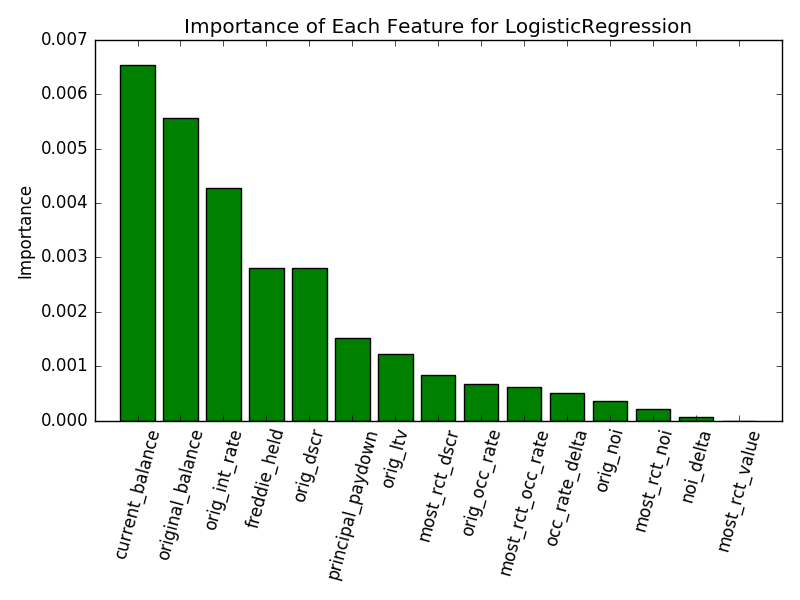 Importance of Each Feature for LogisticRegression
0.007
0.006
0.005
0.004
0.003
0.002
0.001
0.000
Importance
current_balance
original_balance
orig_int_rate
freddie_held
orig_dscr
principal_paydown
orig_ltv
most_rct_dscr
orig_occ_rate
most_rct_occ_rate
occ_rate_delta
orig_noi
most_rct_noi
noi_delta
most_rct_value